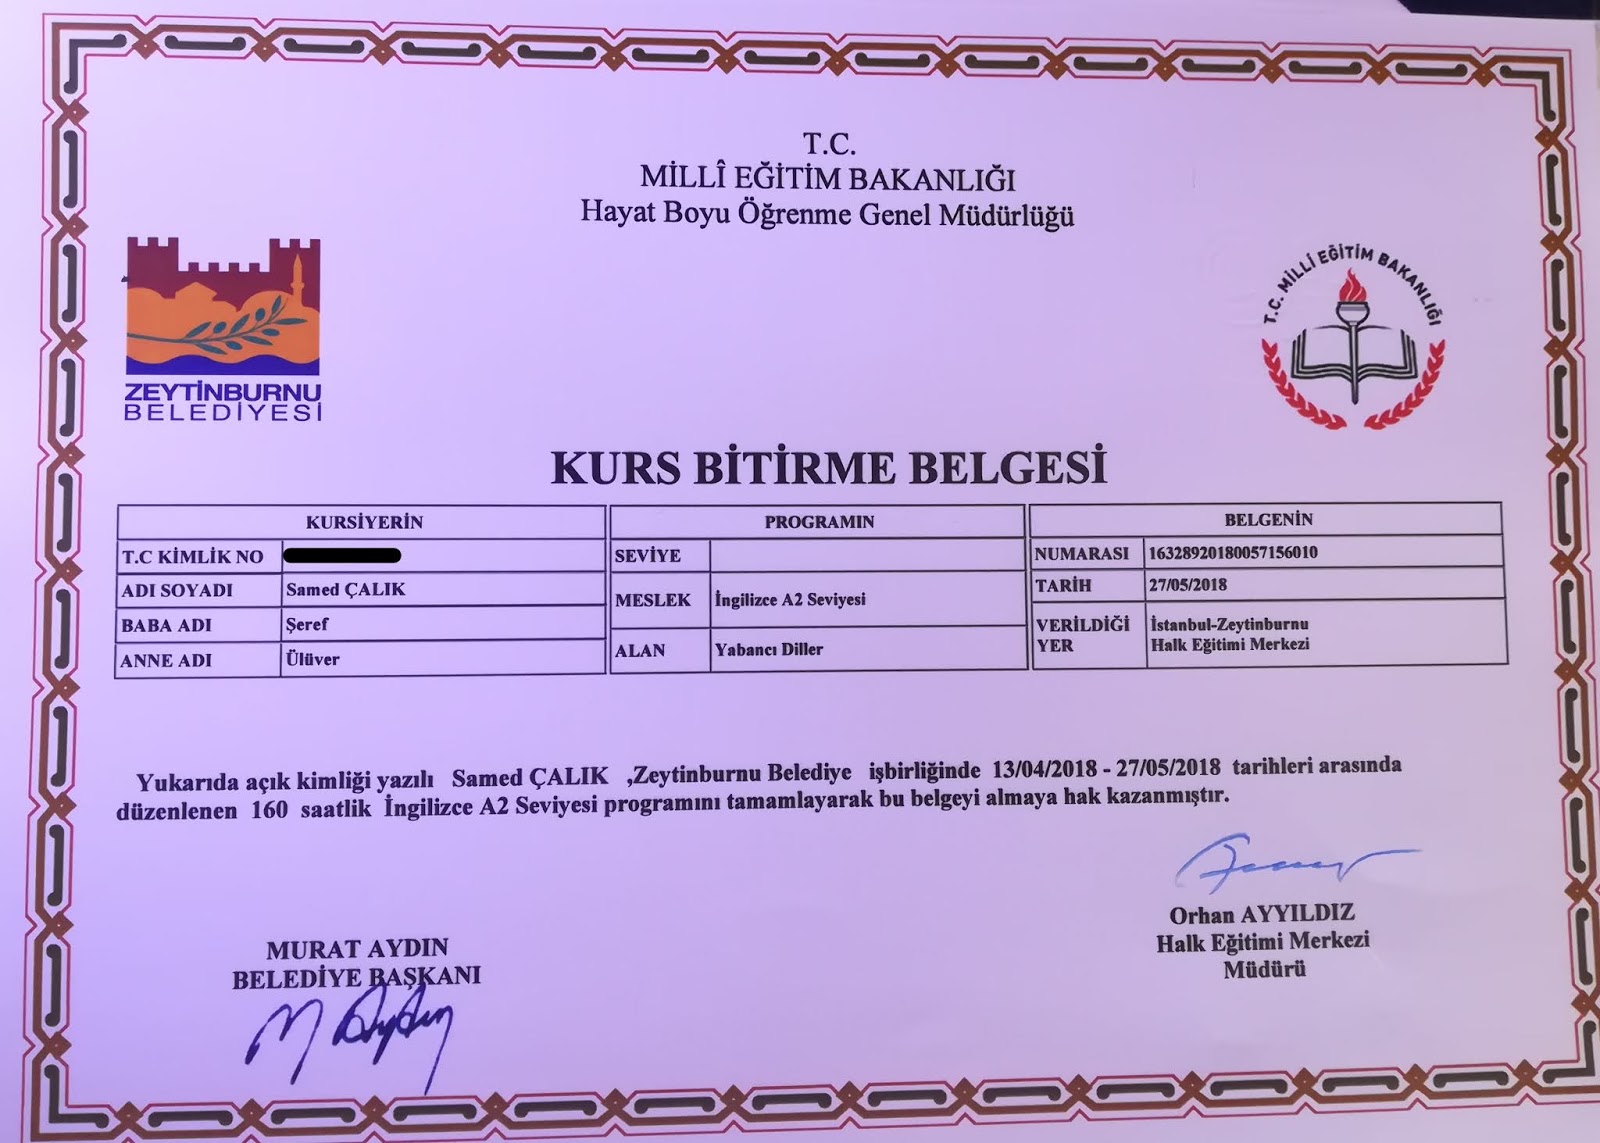 T.C.
MİLLÎ EĞİTİM BAKANLIĞI
Hayat Boyu Öğrenme Genel Müdürlüğü
ZEYTİNBURNU
BELEDİYESİ
T.C. MİLLİ EĞİTİM BAKANLIĞI
KURS BİTİRME BELGESİ
KURSİYERİN
T.C KİMLİK NO
ADI SOYADI Samed ÇALIK
BABA ADI Şeref
ANNE ADI Ülüver
PROGRAMIN
SEVİYE
MESLEK İngilizce A2 Seviyesi
ALAN Yabancı Diller
BELGENİN
NUMARASI 16328920180057156010
TARİH 27/05/2018
VERİLDİĞİ YER İstanbul-Zeytinburnu
Halk Eğitimi Merkezi
Yukarıda açık kimliği yazılı Samed ÇALIK ,Zeytinburnu Belediye işbirliğinde 13/04/2018 - 27/05/2018 tarihleri arasında
düzenlenen 160 saatlik İngilizce A2 Seviyesi programını tamamlayarak bu belgeyi almaya hak kazanmıştır.
MURAT AYDIN
BELEDİYE BAŞKANI
M Aydın
Orhan AYYILDIZ
Halk Eğitimi Merkezi
Müdürü